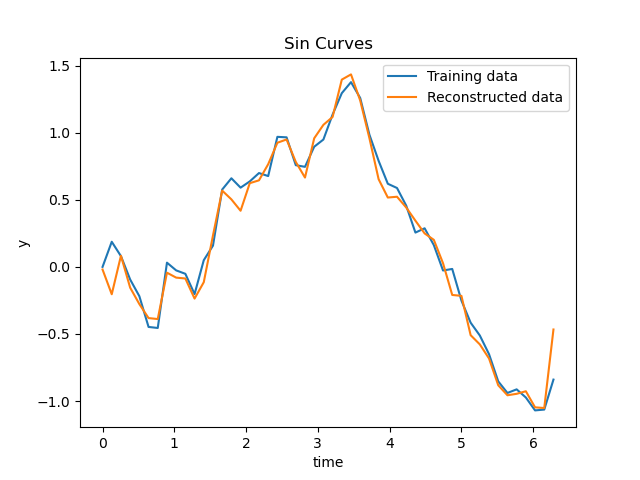 Sin Curves
Training data
Reconstructed data
1.5
1.0
0.5
0.0
−0.5
−1.0
y
0 1 2 3 4 5 6
time